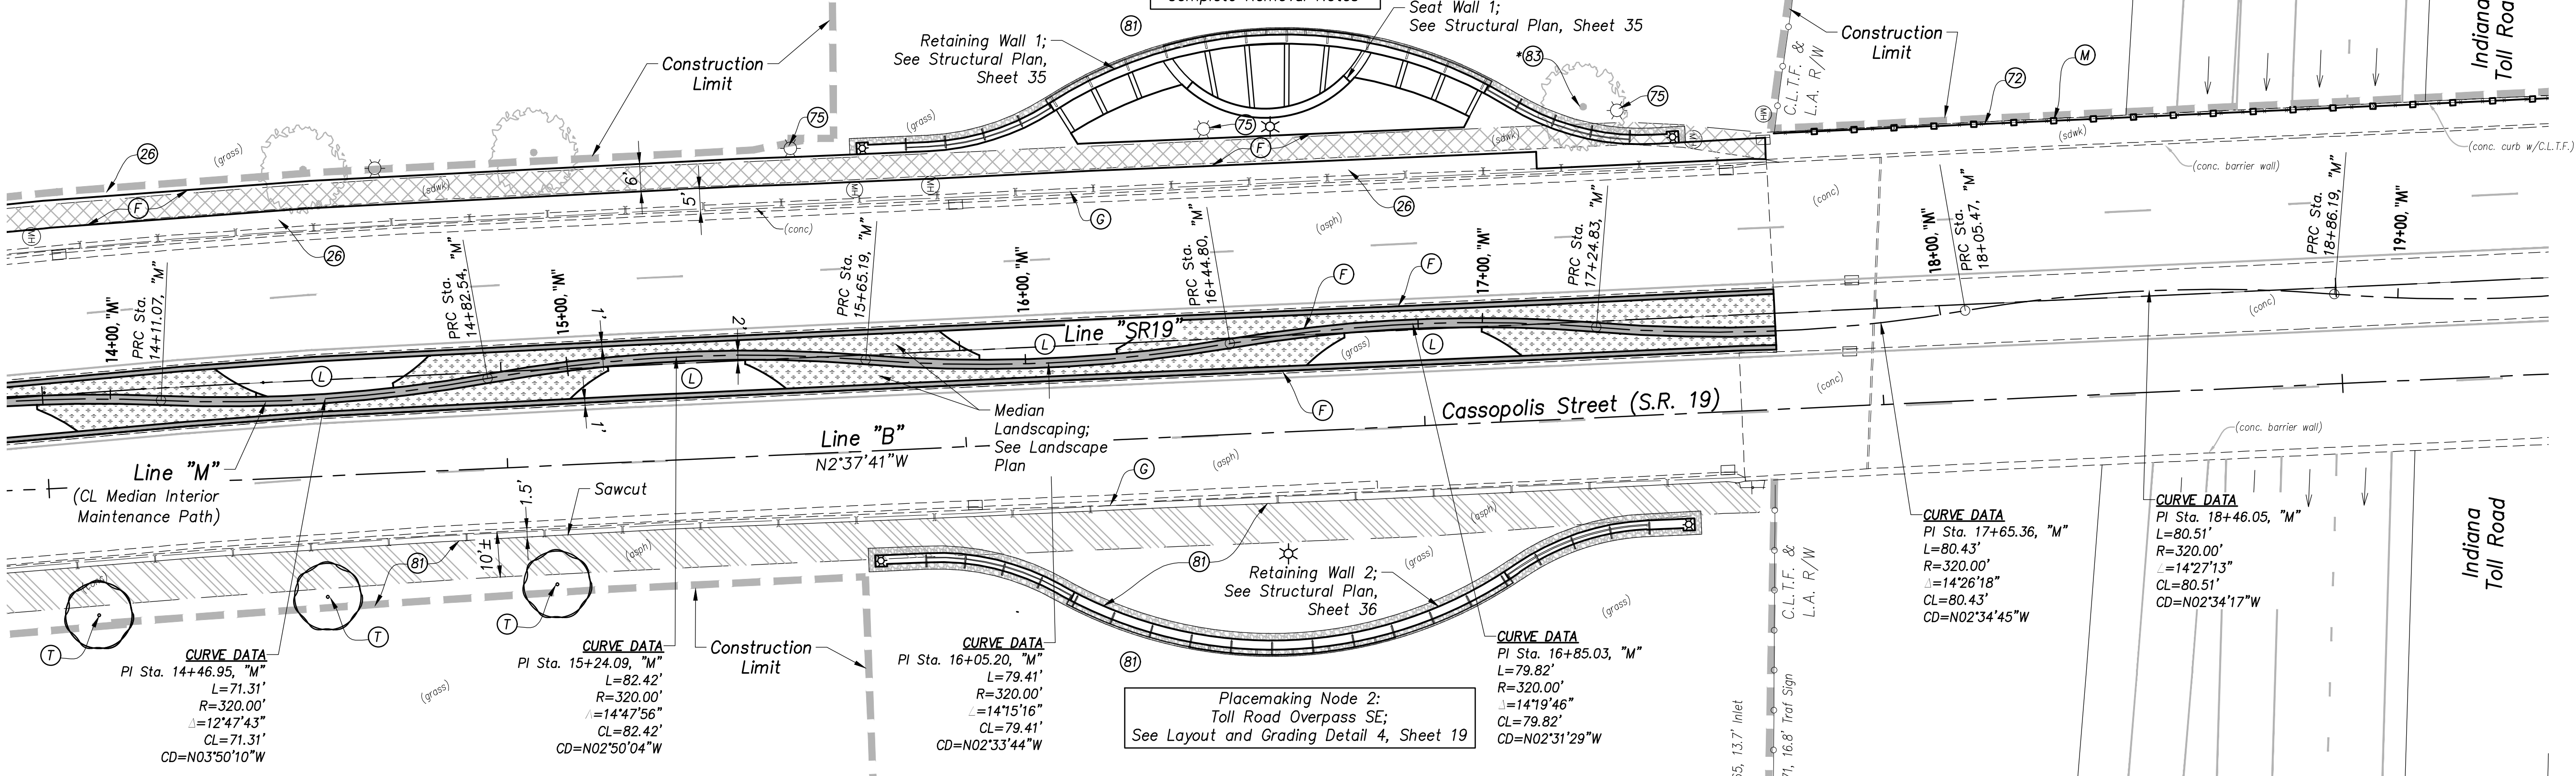 Complete Removal Notes
Seat Wall 1;
See Structural Plan, Sheet 35
Retaining Wall 1;
See Structural Plan,
Sheet 35
Construction
Limit
Construction
Limit
Indiana
Toll Road
C.L.T.F. &
L.A. R/W
81
*83
75
75
75
72
M
26
26
26
(grass)
(grass)
(sdwk)
(sdwk)
(sdwk)
F
F
MH
MH
MH
MH
MH
6'
5'
G
(conc)
(asph)
(conc)
(conc. barrier wall)
(conc. curb w/C.L.T.F.)
14+00, "M"
PRC Sta.
14+11.07, "M"
PRC Sta.
14+82.54, "M"
15+00, "M"
PRC Sta.
15+65.19, "M"
16+00, "M"
PRC Sta.
16+44.80, "M"
17+00, "M"
PRC Sta.
17+24.83, "M"
18+00, "M"
PRC Sta.
18+05.47, "M"
PRC Sta.
18+86.19, "M"
19+00, "M"
1'
2'
1'
Line "SR19"
L
L
L
L
F
F
F
(grass)
(conc)
(conc)
Median
Landscaping;
See Landscape
Plan
Cassopolis Street (S.R. 19)
Line "B"
N2°37'41"W
Line "M"
(CL Median Interior
Maintenance Path)
Sawcut
1.5'
10'±
G
(asph)
(asph)
(asph)
(conc. barrier wall)
81
81
81
T
T
T
Retaining Wall 2;
See Structural Plan,
Sheet 36
(grass)
(grass)
(grass)
Construction
Limit
C.L.T.F. &
L.A. R/W
Indiana
Toll Road
CURVE DATA
PI Sta. 14+46.95, "M"
L=71.31'
R=320.00'
Δ=12°47'43"
CL=71.31'
CD=N03°50'10"W
CURVE DATA
PI Sta. 15+24.09, "M"
L=82.42'
R=320.00'
Δ=14°47'56"
CL=82.42'
CD=N02°50'04"W
CURVE DATA
PI Sta. 16+05.20, "M"
L=79.41'
R=320.00'
Δ=14°15'16"
CL=79.41'
CD=N02°33'44"W
CURVE DATA
PI Sta. 16+85.03, "M"
L=79.82'
R=320.00'
Δ=14°19'46"
CL=79.82'
CD=N02°31'29"W
CURVE DATA
PI Sta. 17+65.36, "M"
L=80.43'
R=320.00'
Δ=14°26'18"
CL=80.43'
CD=N02°34'45"W
CURVE DATA
PI Sta. 18+46.05, "M"
L=80.51'
R=320.00'
Δ=14°27'13"
CL=80.51'
CD=N02°34'17"W
Placemaking Node 2:
Toll Road Overpass SE;
See Layout and Grading Detail 4, Sheet 19
13.7' Inlet
16.8' Traf Sign